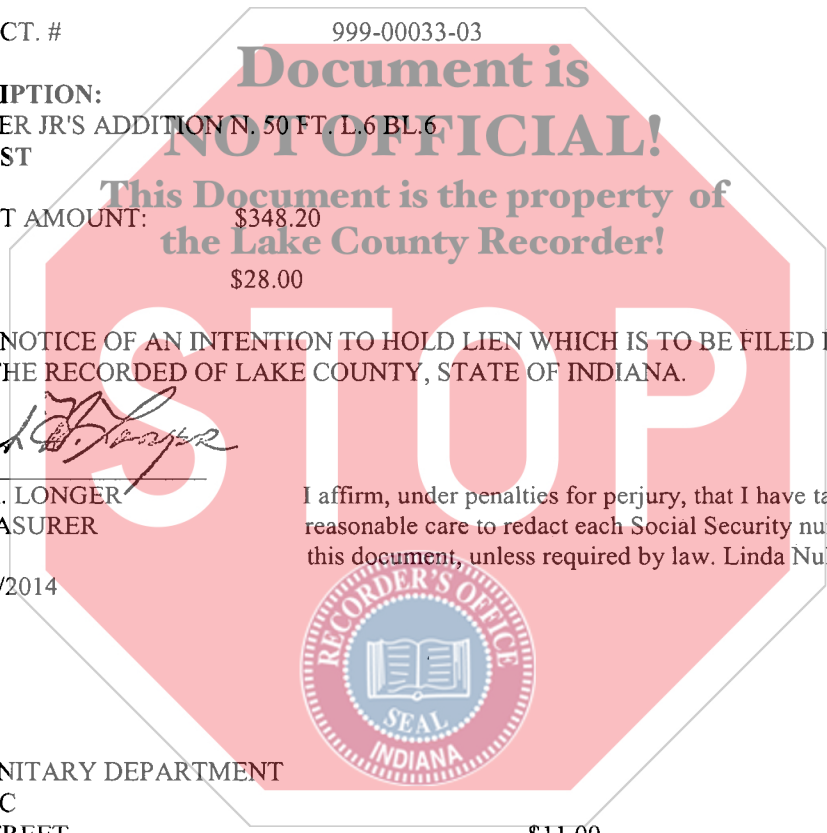 CT. # 999-00033-03
Document is
IPTION:
ER JR'S ADDITION N. 50 FT. L.6 BL.6
NOT OFFICIAL!
ST
This Document is the property of
T AMOUNT: $348.20
the Lake County Recorder!
$28.00
NOTICE OF AN INTENTION TO HOLD LIEN WHICH IS TO BE FILED
THE RECORDED OF LAKE COUNTY, STATE OF INDIANA.
STOP
. LONGER
ASURER
I affirm, under penalties for perjury, that I have ta
reasonable care to redact each Social Security nu
this document, unless required by law. Linda Nu
/2014
RECORDER'S OFFICE
SEAL
INDIANA
NITARY DEPARTMENT
C
REET $11.00